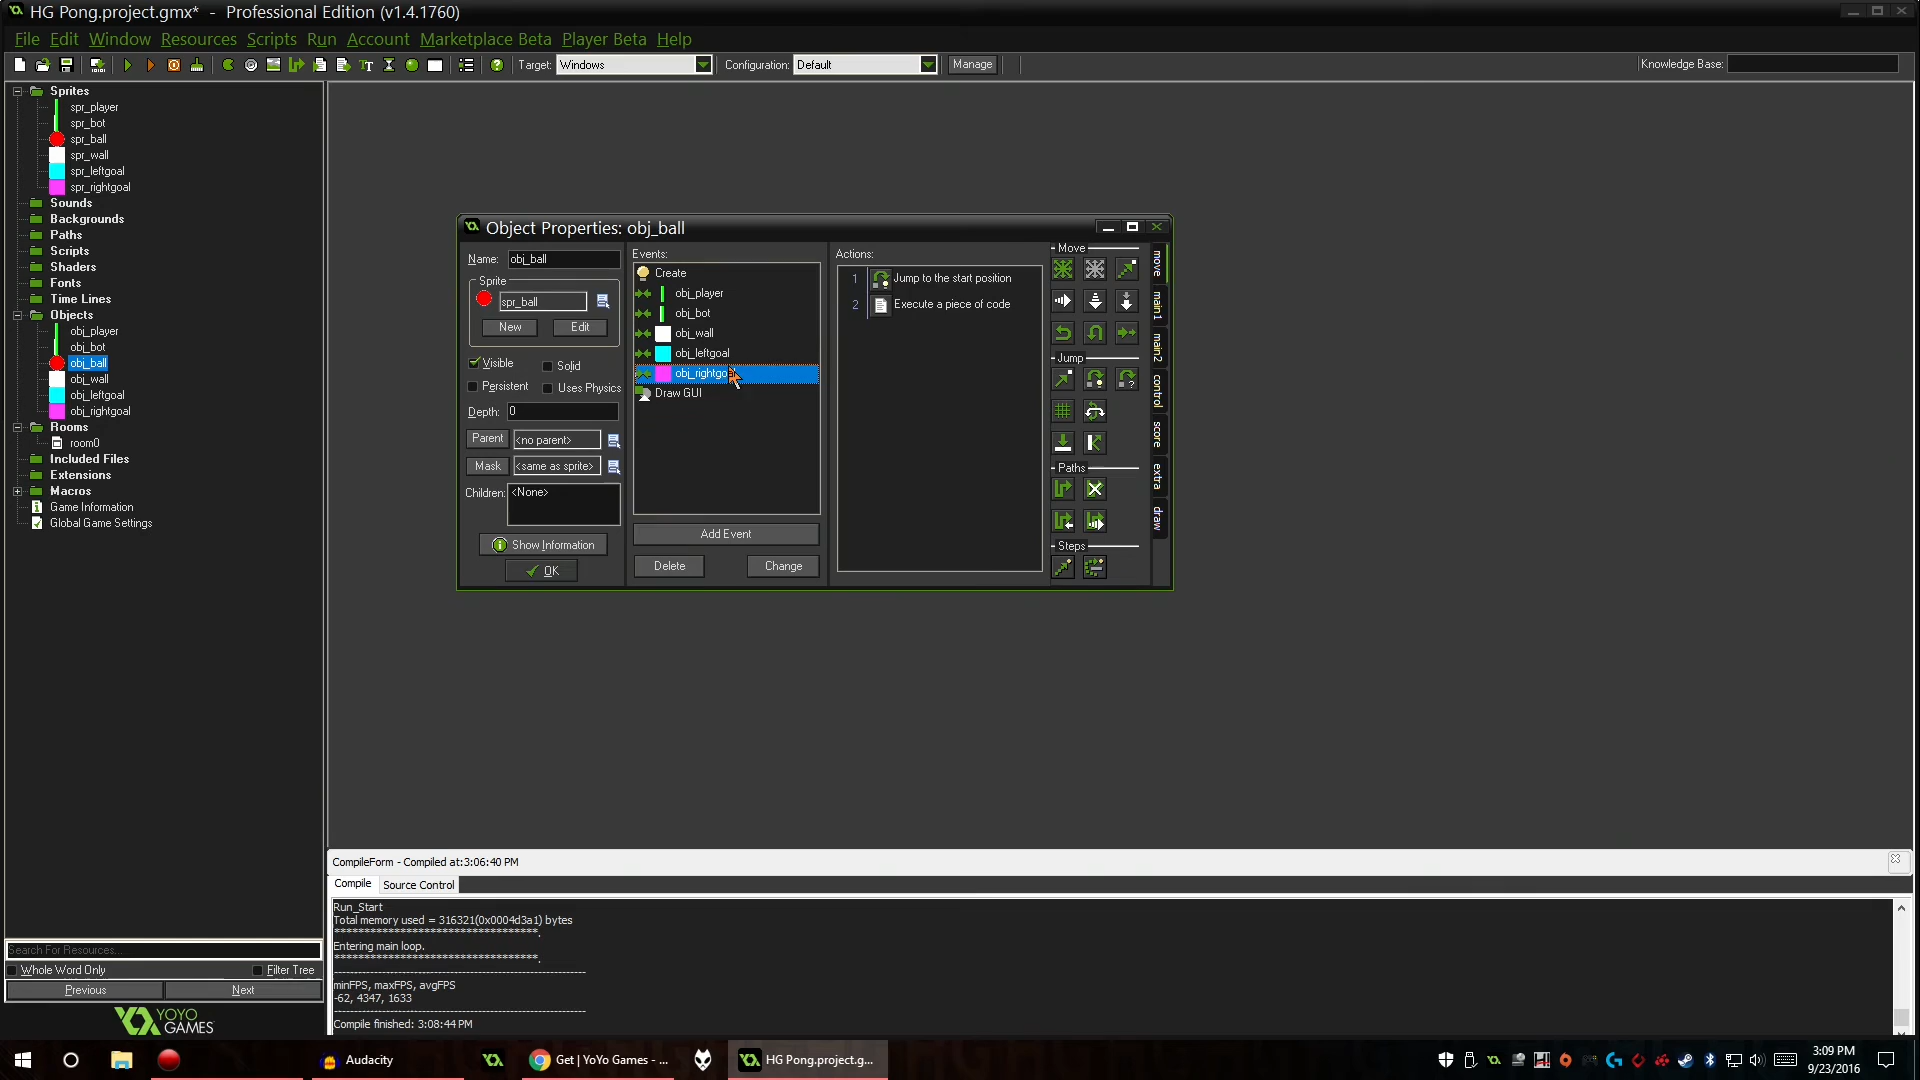 HG Pong.project.gmx* - Professional Edition (v1.4.1760)
File Edit Window Resources Scripts Run Account Marketplace Beta Player Beta Help
Target: Windows Configuration: Default Manage Knowledge Base:
Sprites
spr_player
spr_bot
spr_ball
spr_wall
spr_leftgoal
spr_rightgoal
Sounds
Backgrounds
Paths
Scripts
Shaders
Fonts
Time Lines
Objects
obj_player
obj_bot
obj_ball
obj_wall
obj_leftgoal
obj_rightgoal
Rooms
room0
Included Files
Extensions
Macros
Game Information
Global Game Settings
Search For Resources...
Whole Word Only Filter Tree
Previous Next
YOYO
GAMES
Object Properties: obj_ball
Name: obj_ball
Sprite
spr_ball
New Edit
Visible Solid
Persistent Uses Physics
Depth: 0
Parent <no parent>
Mask <same as sprite>
Children: <None>
Show Information
OK
Events:
Create
obj_player
obj_bot
obj_wall
obj_leftgoal
Draw GUI
Add Event
Delete Change
Actions:
1 Jump to the start position
2 Execute a piece of code
Move
Jump
Paths
Steps
move
main1
main2
control
score
extra
draw
CompileForm - Compiled at:3:06:40 PM
Compile Source Control
Run_Start
Total memory used = 316321(0x0004d3a1) bytes
**********************************.
Entering main loop.
**********************************.
minFPS, maxFPS, avgFPS
-62, 4347, 1633
Compile finished: 3:08:44 PM
Audacity
Get | YoYo Games - ...
HG Pong.project.g...
3:09 PM
9/23/2016